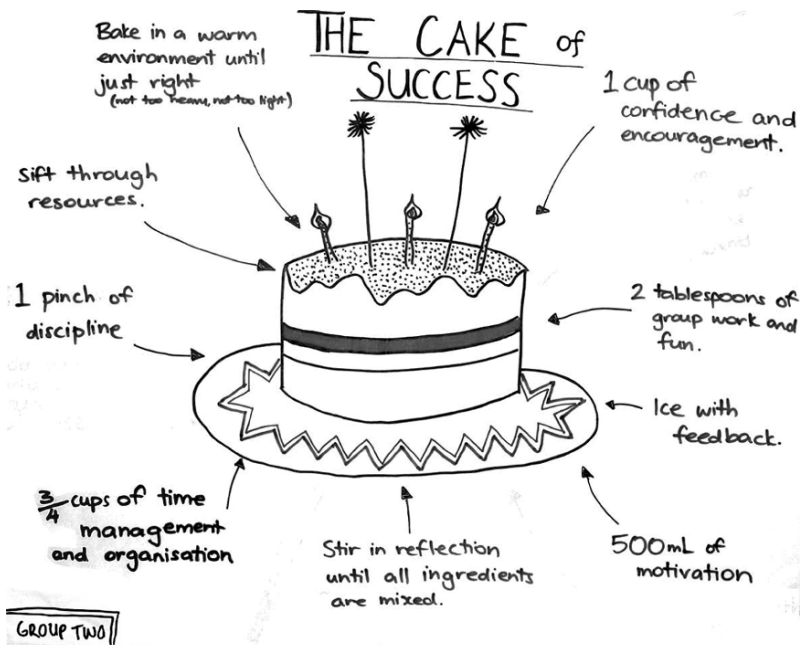 THE CAKE of
SUCCESS
Bake in a warm
environment until
just right
(not too heavy, not too light)
1 cup of
confidence and
encouragement.
Sift through
resources.
1 pinch of
discipline
2 tablespoons of
group work and
fun.
Ice with
feedback.
3/4 cups of time
management
and organisation
Stir in reflection
until all ingredients
are mixed.
500mL of
motivation
GROUP TWO